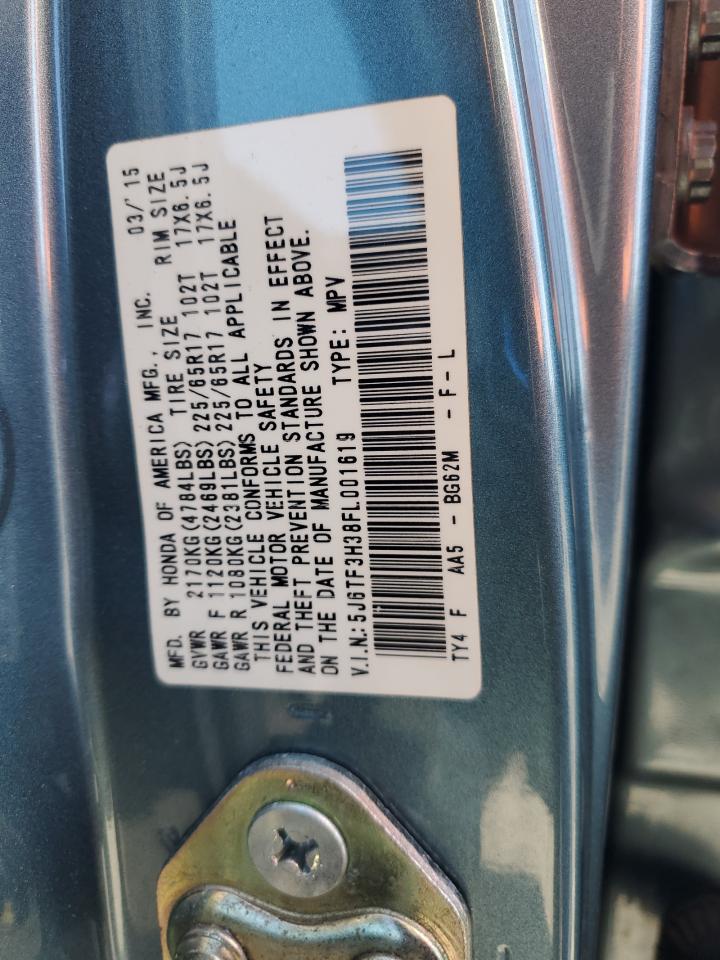 MFD. BY HONDA OF AMERICA MFG., INC. 03/'15
GVWR 2170KG(4784LBS) TIRE SIZE RIM SIZE
GAWR F 1120KG(2469LBS) 225/65R17 102T 17X6.5J
GAWR R 1080KG(2381LBS) 225/65R17 102T 17X6.5J
THIS VEHICLE CONFORMS TO ALL APPLICABLE
FEDERAL MOTOR VEHICLE SAFETY
AND THEFT PREVENTION STANDARDS IN EFFECT
ON THE DATE OF MANUFACTURE SHOWN ABOVE.
V.I.N.: 5J6TF3H38FL001619 TYPE: MPV
TY4 F AA5 - BG62M - F - L